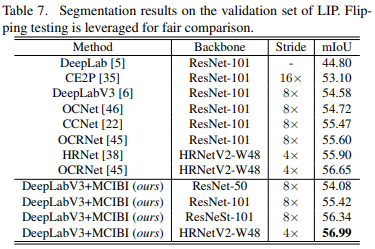 Table 7. Segmentation results on the validation set of LIP. Flip-
ping testing is leveraged for fair comparison.
Method Backbone Stride mIoU
DeepLab [5] ResNet-101 - 44.80
CE2P [35] ResNet-101 16× 53.10
DeepLabV3 [6] ResNet-101 8× 54.58
OCNet [46] ResNet-101 8× 54.72
CCNet [22] ResNet-101 8× 55.47
OCRNet [45] ResNet-101 8× 55.60
HRNet [38] HRNetV2-W48 4× 55.90
OCRNet [45] HRNetV2-W48 4× 56.65
DeepLabV3+MCIBI (ours) ResNet-50 8× 54.08
DeepLabV3+MCIBI (ours) ResNet-101 8× 55.42
DeepLabV3+MCIBI (ours) ResNeSt-101 8× 56.34
DeepLabV3+MCIBI (ours) HRNetV2-W48 4× 56.99